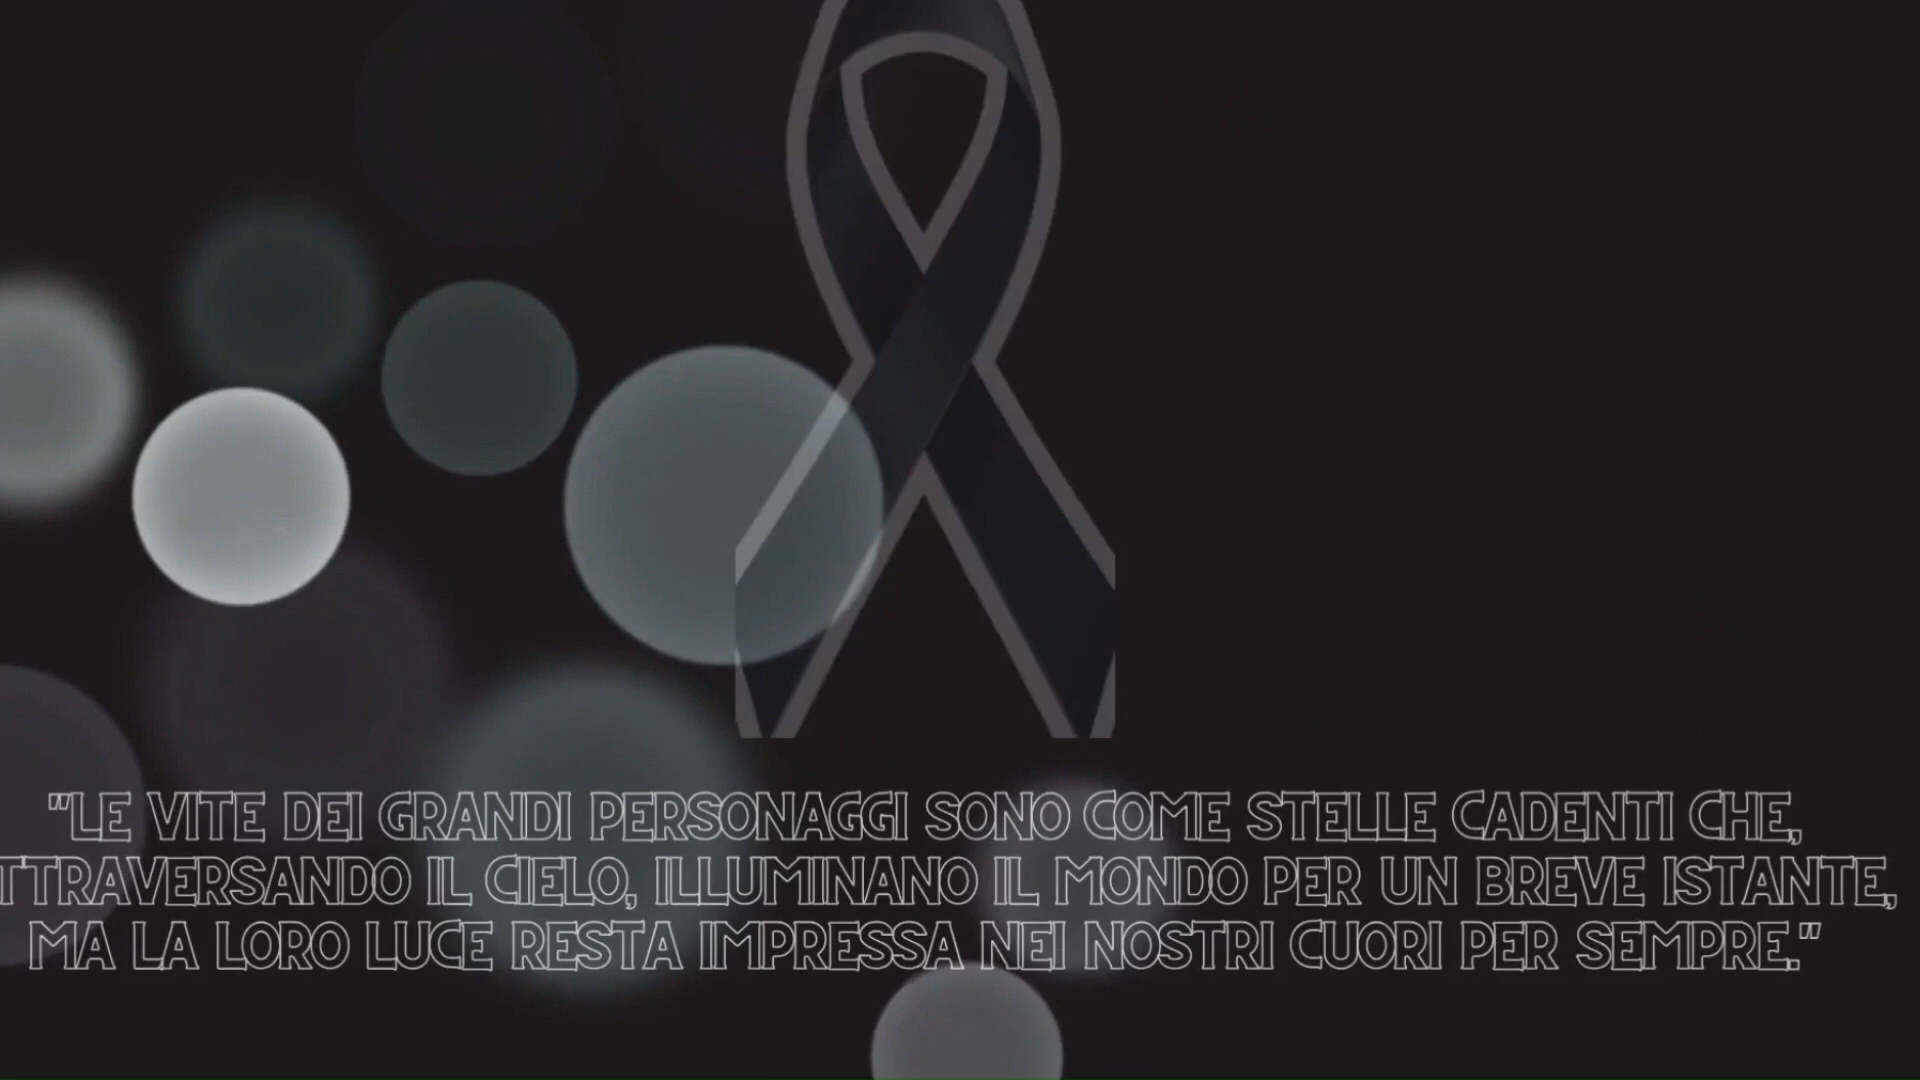 "LE VITE DEI GRANDI PERSONAGGI SONO COME STELLE CADENTI CHE,
TTRAVERSANDO IL CIELO, ILLUMINANO IL MONDO PER UN BREVE ISTANTE,
MA LA LORO LUCE RESTA IMPRESSA NEI NOSTRI CUORI PER SEMPRE."